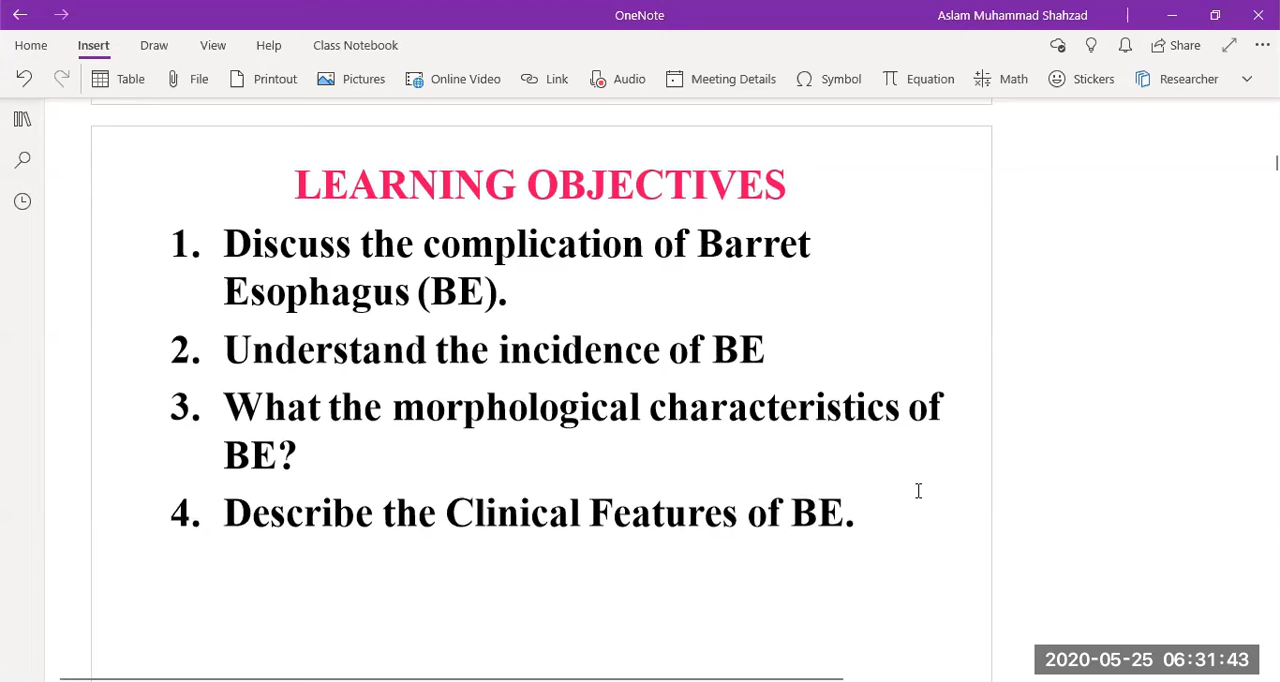 OneNote
Aslam Muhammad Shahzad
Home Insert Draw View Help Class Notebook Share
Table File Printout Pictures Online Video Link Audio Meeting Details Symbol Equation Math Stickers Researcher
LEARNING OBJECTIVES
1. Discuss the complication of Barret
Esophagus (BE).
2. Understand the incidence of BE
3. What the morphological characteristics of
BE?
4. Describe the Clinical Features of BE.
2020-05-25 06:31:43